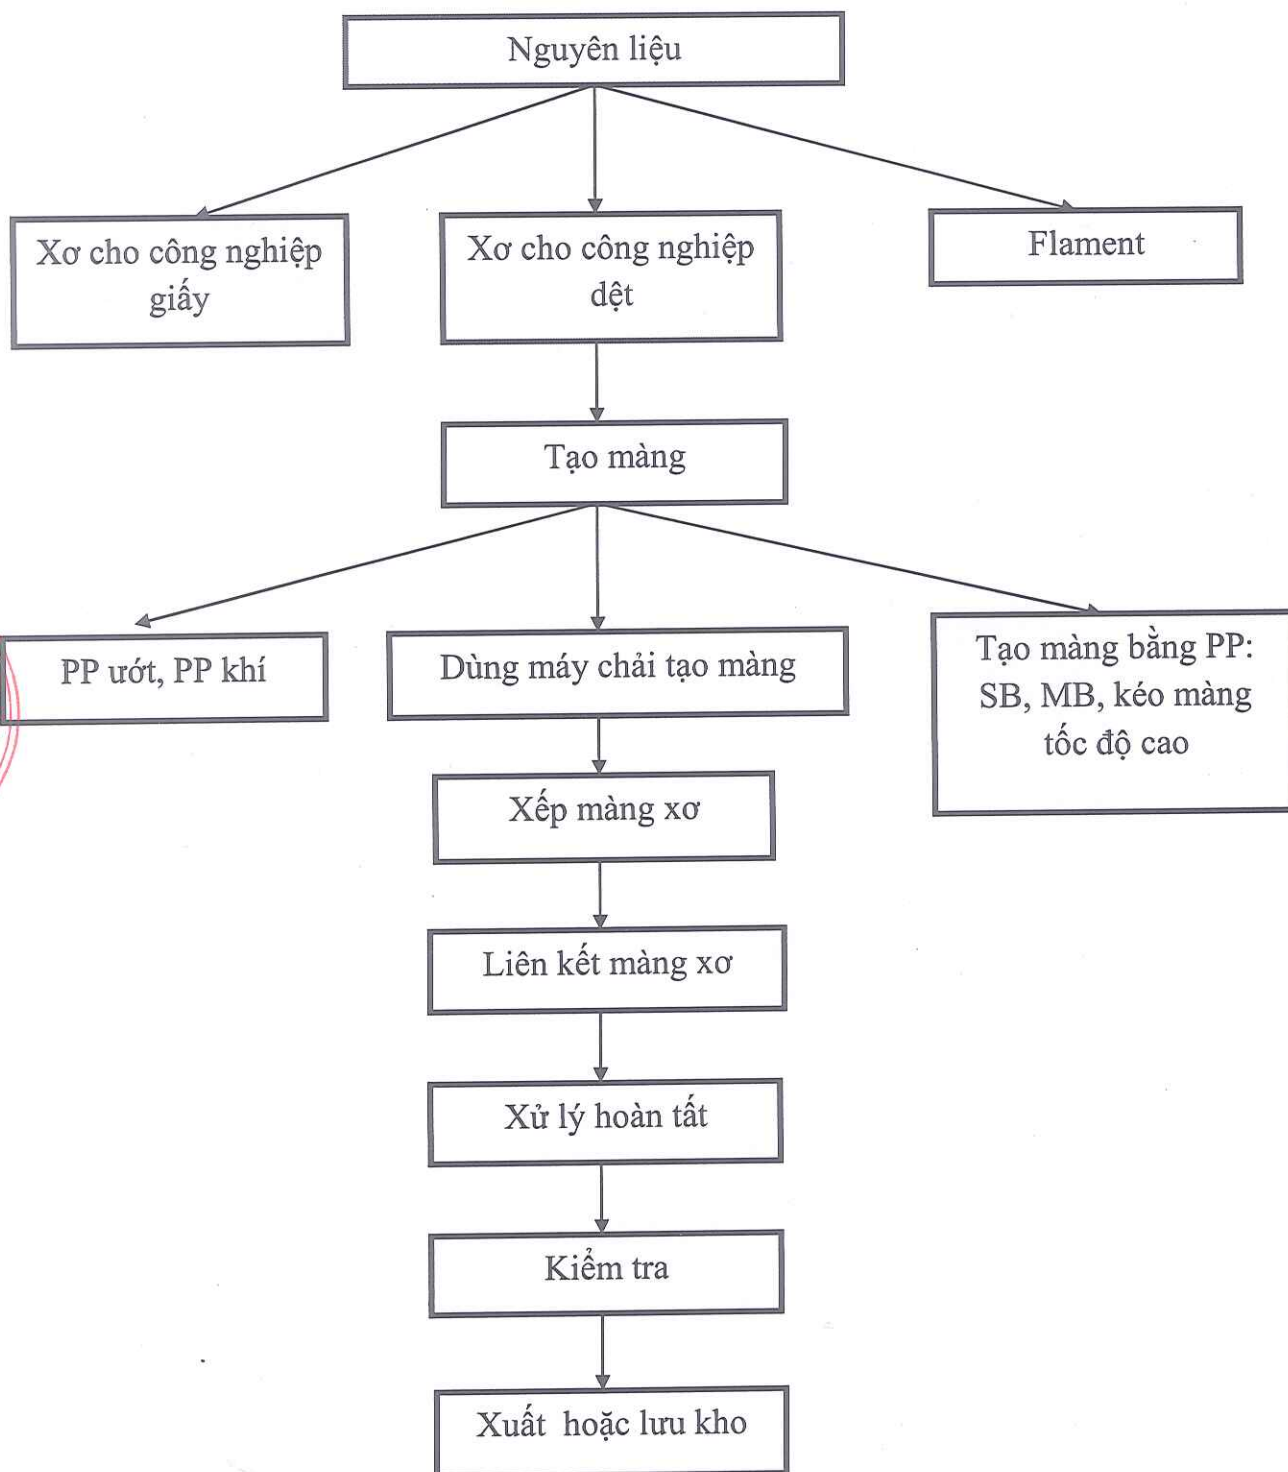 Nguyên liệu
Xơ cho công nghiệp
giấy
Xơ cho công nghiệp
dệt
Flament
Tạo màng
PP ướt, PP khí
Dùng máy chải tạo màng
Tạo màng bằng PP:
SB, MB, kéo màng
tốc độ cao
Xếp màng xơ
Liên kết màng xơ
Xử lý hoàn tất
Kiểm tra
Xuất hoặc lưu kho